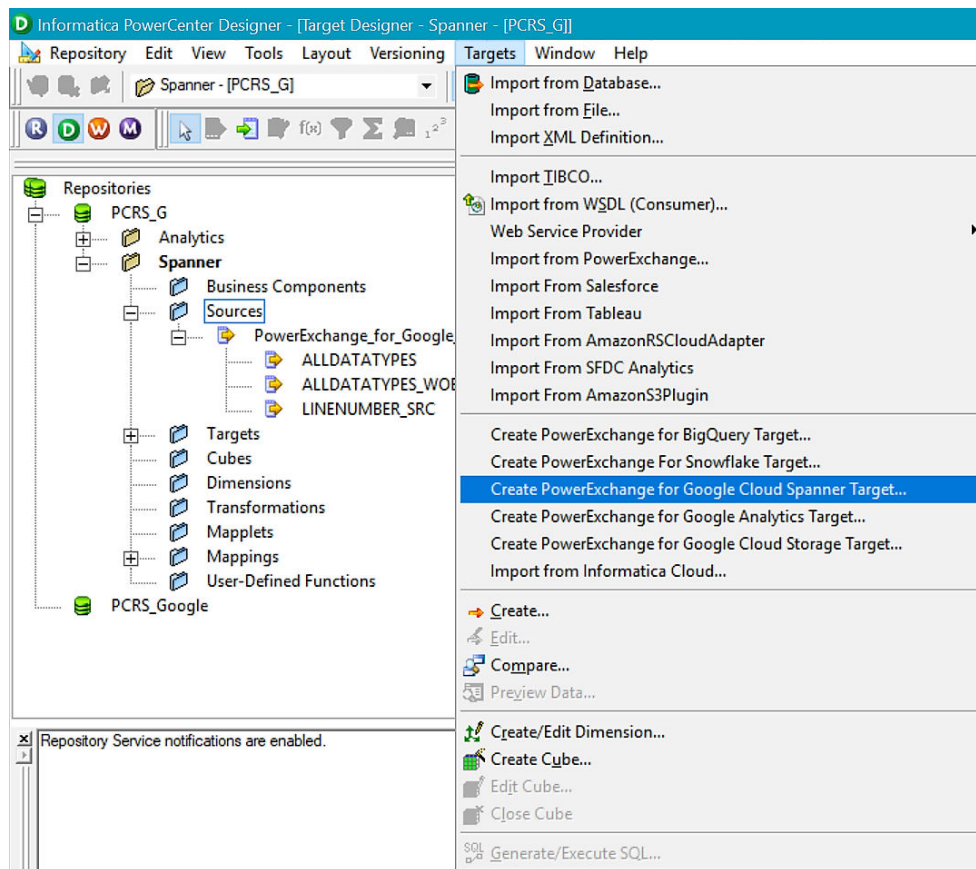 Informatica PowerCenter Designer - [Target Designer - Spanner - [PCRS_G]]
Repository Edit View Tools Layout Versioning Targets Window Help
Spanner - [PCRS_G]
R D W M f(x) Σ 1 2 3
Repositories
PCRS_G
Analytics
Spanner
Business Components
Sources
PowerExchange_for_Google_
ALLDATATYPES
ALLDATATYPES_WOE
LINENUMBER_SRC
Targets
Cubes
Dimensions
Transformations
Mapplets
Mappings
User-Defined Functions
PCRS_Google
Repository Service notifications are enabled.
Import from Database...
Import from File...
Import XML Definition...
Import TIBCO...
Import from WSDL (Consumer)...
Web Service Provider
Import from PowerExchange...
Import From Salesforce
Import From Tableau
Import From AmazonRSCloudAdapter
Import From SFDC Analytics
Import From AmazonS3Plugin
Create PowerExchange for BigQuery Target...
Create PowerExchange For Snowflake Target...
Create PowerExchange for Google Cloud Spanner Target...
Create PowerExchange for Google Analytics Target...
Create PowerExchange for Google Cloud Storage Target...
Import from Informatica Cloud...
Create...
Edit...
Compare...
Preview Data...
Create/Edit Dimension...
Create Cube...
Edit Cube...
Close Cube
SQL Generate/Execute SQL...